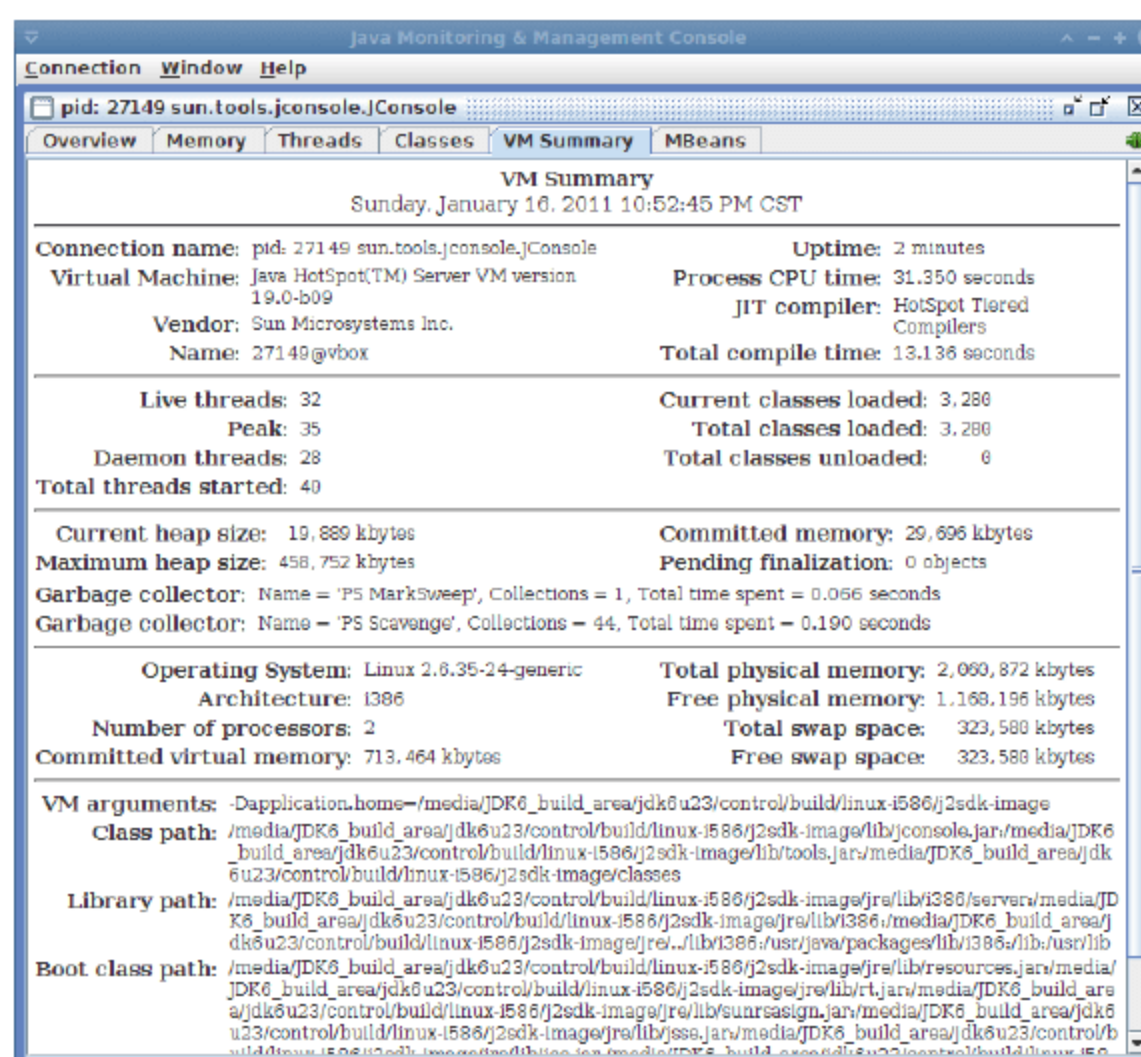 Java Monitoring & Management Console
Connection Window Help
pid: 27149 sun.tools.jconsole.JConsole
Overview Memory Threads Classes VM Summary MBeans
VM Summary
Sunday, January 16, 2011 10:52:45 PM CST
Connection name: pid: 27149 sun.tools.jconsole.JConsole
Virtual Machine: Java HotSpot(TM) Server VM version
19.0-b09
Vendor: Sun Microsystems Inc.
Name: 27149@vbox
Uptime: 2 minutes
Process CPU time: 31.350 seconds
JIT compiler: HotSpot Tiered
Compilers
Total compile time: 13.136 seconds
Live threads: 32
Peak: 35
Daemon threads: 28
Total threads started: 40
Current classes loaded: 3,280
Total classes loaded: 3,280
Total classes unloaded: 0
Current heap size: 19,889 kbytes
Maximum heap size: 458,752 kbytes
Committed memory: 29,696 kbytes
Pending finalization: 0 objects
Garbage collector: Name = 'PS MarkSweep', Collections = 1, Total time spent = 0.066 seconds
Garbage collector: Name = 'PS Scavenge', Collections = 44, Total time spent = 0.190 seconds
Operating System: Linux 2.6.35-24-generic
Architecture: i386
Number of processors: 2
Committed virtual memory: 713,464 kbytes
Total physical memory: 2,060,872 kbytes
Free physical memory: 1,168,196 kbytes
Total swap space: 323,580 kbytes
Free swap space: 323,580 kbytes
VM arguments: -Dapplication.home=/media/JDK6_build_area/jdk6u23/control/build/linux-i586/j2sdk-image
Class path: /media/JDK6_build_area/jdk6u23/control/build/linux-i586/j2sdk-image/lib/jconsole.jar:/media/JDK6
_build_area/jdk6u23/control/build/linux-i586/j2sdk-image/lib/tools.jar:/media/JDK6_build_area/jdk
6u23/control/build/linux-i586/j2sdk-image/classes
Library path: /media/JDK6_build_area/jdk6u23/control/build/linux-i586/j2sdk-image/jre/lib/i386/server:/media/JD
K6_build_area/jdk6u23/control/build/linux-i586/j2sdk-image/jre/lib/i386:/media/JDK6_build_area/j
dk6u23/control/build/linux-i586/j2sdk-image/jre/../lib/i386:/usr/java/packages/lib/i386:/lib:/usr/lib
Boot class path: /media/JDK6_build_area/jdk6u23/control/build/linux-i586/j2sdk-image/jre/lib/resources.jar:/media/
JDK6_build_area/jdk6u23/control/build/linux-i586/j2sdk-image/jre/lib/rt.jar:/media/JDK6_build_are
a/jdk6u23/control/build/linux-i586/j2sdk-image/jre/lib/sunrsasign.jar:/media/JDK6_build_area/jdk6
u23/control/build/linux-i586/j2sdk-image/jre/lib/jsse.jar:/media/JDK6_build_area/jdk6u23/control/b